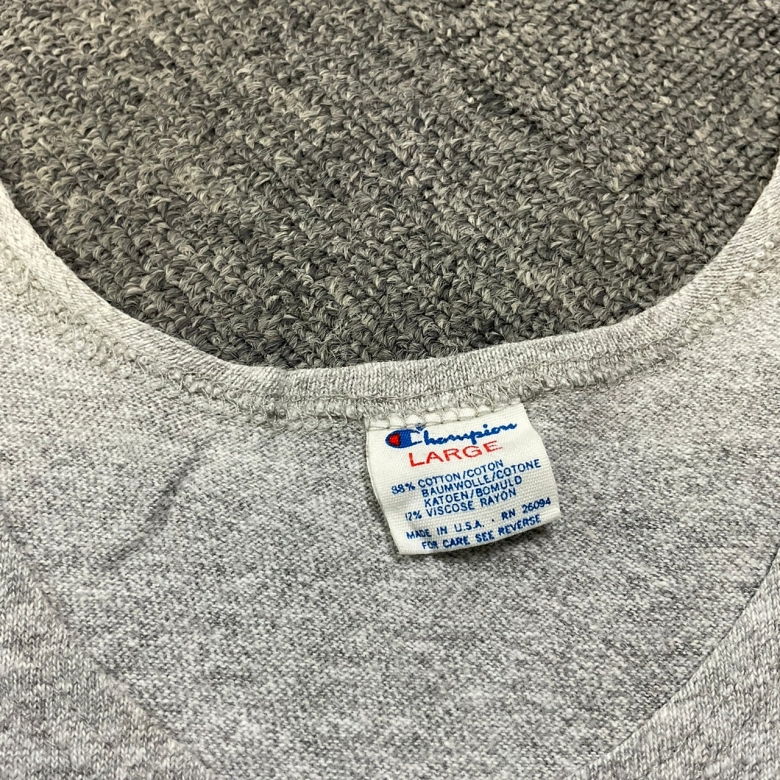 Champion
LARGE
88% COTTON/COTON
BAUMWOLLE/COTONE
KATOEN/BOMULD
12% VISCOSE RAYON
MADE IN U.S.A. · RN 26094
FOR CARE SEE REVERSE